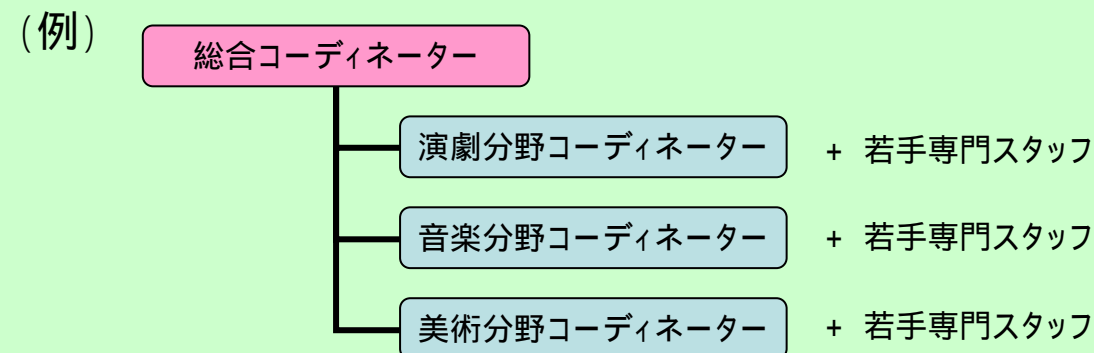 (例)
総合コーディネーター
演劇分野コーディネーター + 若手専門スタッフ
音楽分野コーディネーター + 若手専門スタッフ
美術分野コーディネーター + 若手専門スタッフ